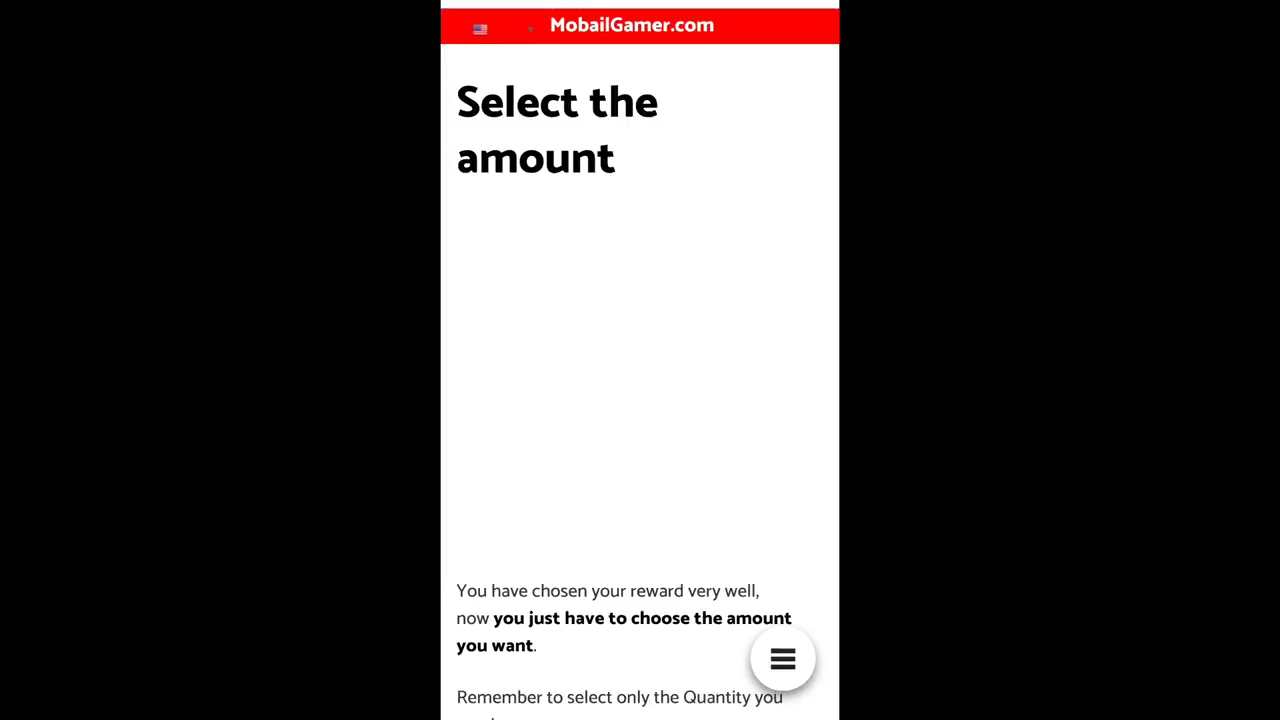 MobailGamer.com
Select the
amount
You have chosen your reward very well,
now you just have to choose the amount
you want.
Remember to select only the Quantity you